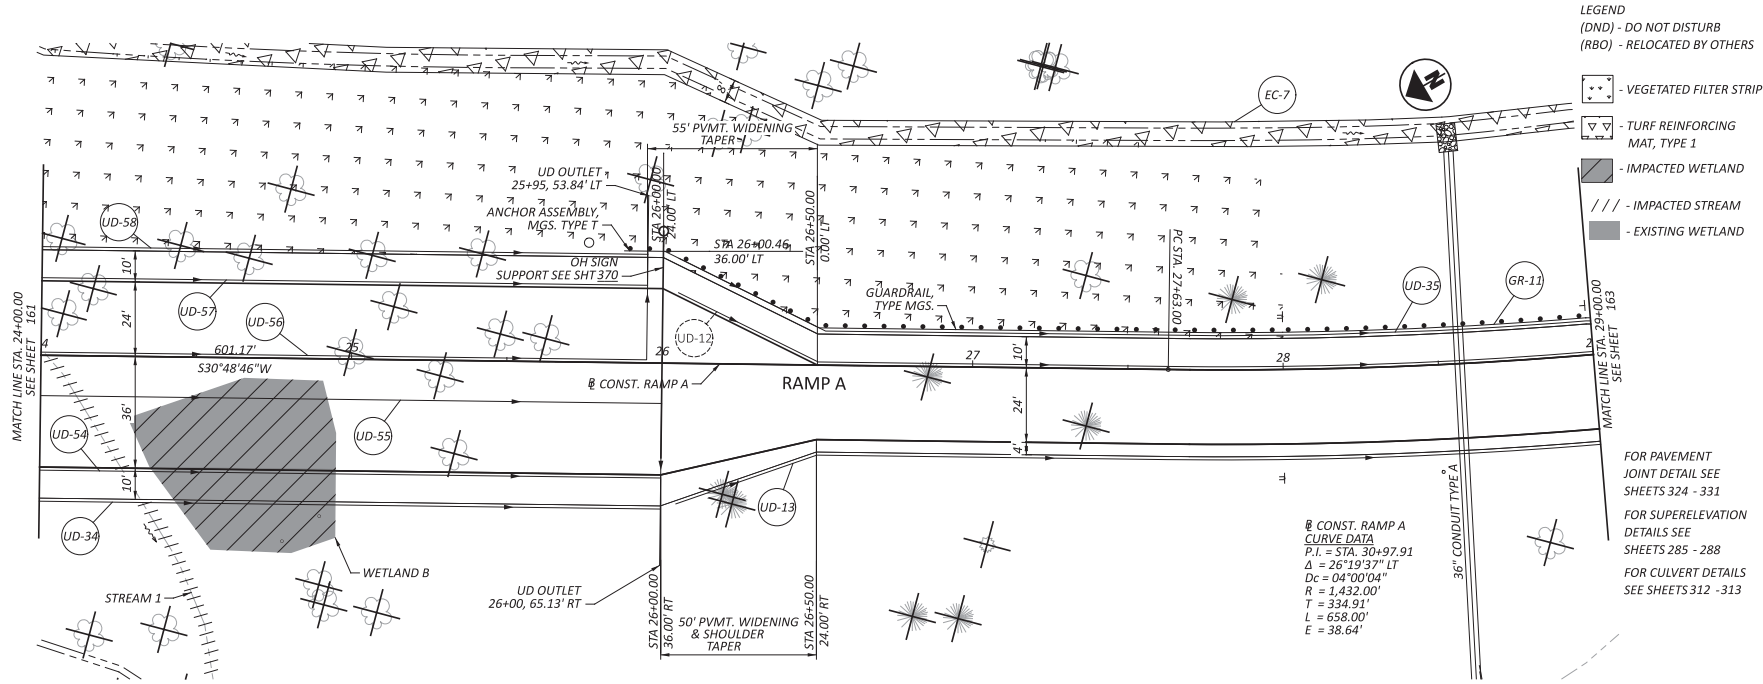 LEGEND
(DND) - DO NOT DISTURB
(RBO) - RELOCATED BY OTHERS
- VEGETATED FILTER STRIP
- TURF REINFORCING
MAT, TYPE 1
- IMPACTED WETLAND
- IMPACTED STREAM
- EXISTING WETLAND
N
EC-7
8
55' PVMT. WIDENING
TAPER
UD OUTLET
25+95, 53.84' LT
STA 26+00.00
24.00' LT
ANCHOR ASSEMBLY,
MGS. TYPE T
STA 26+00.46
36.00' LT
STA 26+50.00
0.00' LT
OH SIGN
SUPPORT SEE SHT 370
GUARDRAIL,
TYPE MGS.
PC STA. 27+63.00
UD-58
UD-57
UD-56
UD-12
UD-35
GR-11
10'
24'
36'
10'
MATCH LINE STA. 24+00.00
SEE SHEET 161
4
25
26
27
28
2
601.17'
S30°48'46"W
℄ CONST. RAMP A
RAMP A
10'
24'
4'
MATCH LINE STA. 29+00.00
SEE SHEET 163
UD-54
UD-55
UD-34
UD-13
WETLAND B
STREAM 1
UD OUTLET
26+00, 65.13' RT
STA 26+00.00
36.00' RT
50' PVMT. WIDENING
& SHOULDER
TAPER
STA 26+50.00
24.00' RT
36" CONDUIT TYPE A
℄ CONST. RAMP A
CURVE DATA
P.I. = STA. 30+97.91
Δ = 26°19'37" LT
Dc = 04°00'04"
R = 1,432.00'
T = 334.91'
L = 658.00'
E = 38.64'
FOR PAVEMENT
JOINT DETAIL SEE
SHEETS 324 - 331
FOR SUPERELEVATION
DETAILS SEE
SHEETS 285 - 288
FOR CULVERT DETAILS
SEE SHEETS 312 -313